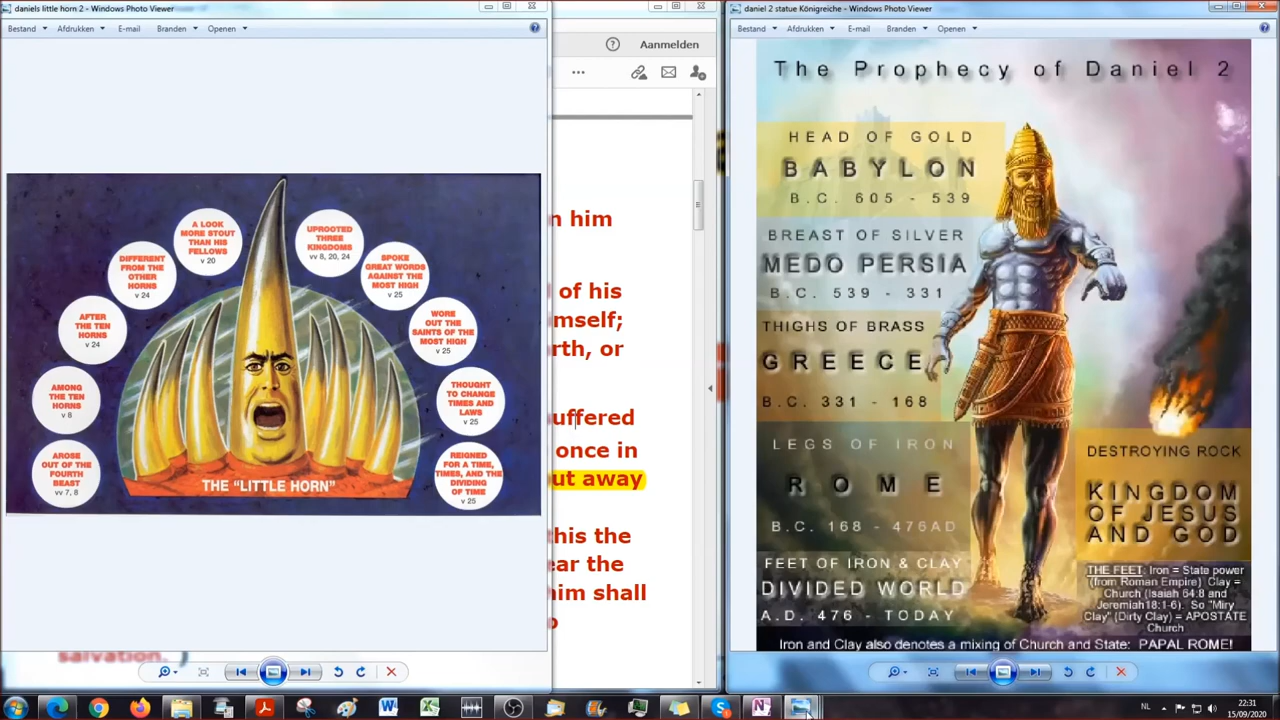 daniels little horn 2 - Windows Photo Viewer
Bestand Afdrukken E-mail Branden Openen
A LOOK
MORE STOUT
THAN HIS
FELLOWS
v 20
UPROOTED
THREE
KINGDOMS
vv 8, 20, 24
DIFFERENT
FROM THE
OTHER
HORNS
v 24
SPOKE
GREAT WORDS
AGAINST THE
MOST HIGH
v 25
AFTER
THE TEN
HORNS
v 24
WORE
OUT THE
SAINTS OF THE
MOST HIGH
v 25
AMONG
THE TEN
HORNS
v 8
THOUGHT
TO CHANGE
TIMES AND
LAWS
v 25
AROSE
OUT OF THE
FOURTH
BEAST
vv 7, 8
REIGNED
FOR A TIME,
TIMES, AND THE
DIVIDING
OF TIME
v 25
THE "LITTLE HORN"
salvation. )
Aanmelden
n him
of his
mself;
rth, or
uffered
once in
ut away
his the
ear the
him shall
daniel 2 statue Königreiche - Windows Photo Viewer
Bestand Afdrukken E-mail Branden Openen
The Prophecy of Daniel 2
HEAD OF GOLD
BABYLON
B.C. 605 - 539
BREAST OF SILVER
MEDO PERSIA
B.C. 539 - 331
THIGHS OF BRASS
GREECE
B.C. 331 - 168
LEGS OF IRON
ROME
B.C. 168 - 476AD
FEET OF IRON & CLAY
DIVIDED WORLD
A.D. 476 - TODAY
DESTROYING ROCK
KINGDOM
OF JESUS
AND GOD
THE FEET: Iron = State power
(from Roman Empire) Clay =
Church (Isaiah 64:8 and
Jeremiah18:1-6). So "Miry
Clay" (Dirty Clay) = APOSTATE
Church
Iron and Clay also denotes a mixing of Church and State: PAPAL ROME!
NL
22:31
15/09/2020